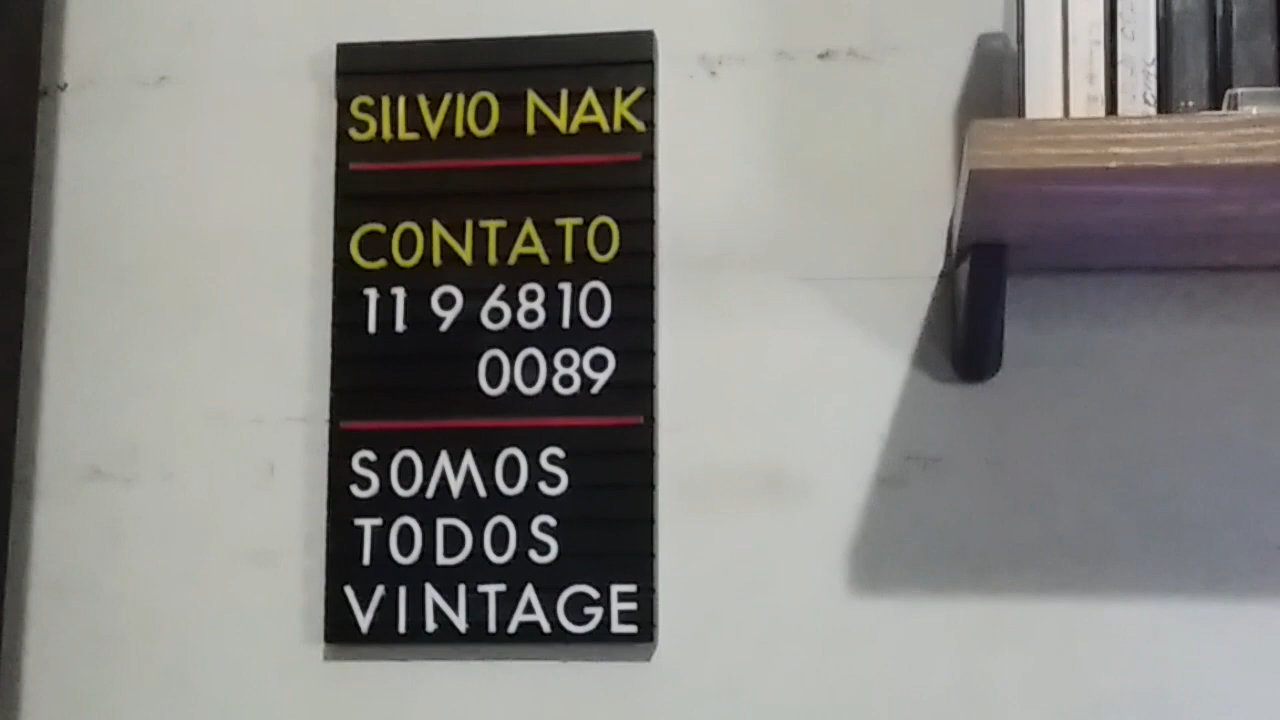 SILVIO NAK
CONTATO
11 9 6810
0089
SOMOS
TODOS
VINTAGE